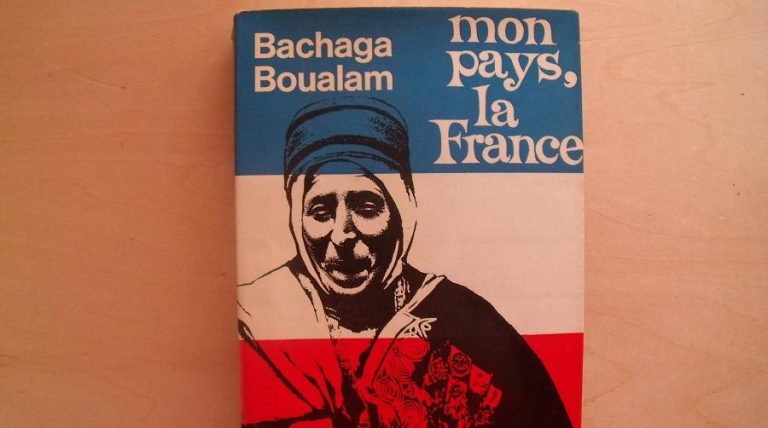 Bachaga
Boualam
mon
pays,
la
France